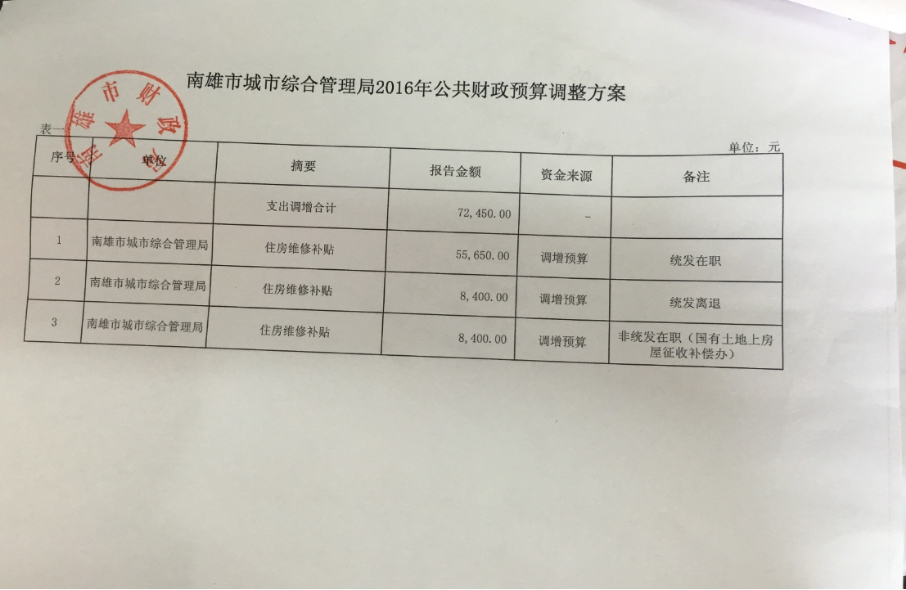 南雄市城市综合管理局2016年公共财政预算调整方案
南雄市财政局
表一
单位：元
序号 单位 摘要 报告金额 资金来源 备注
支出调增合计 72,450.00 –
1 南雄市城市综合管理局 住房维修补贴 55,650.00 调增预算 统发在职
2 南雄市城市综合管理局 住房维修补贴 8,400.00 调增预算 统发离退
3 南雄市城市综合管理局 住房维修补贴 8,400.00 调增预算 非统发在职（国有土地上房
屋征收补偿办）